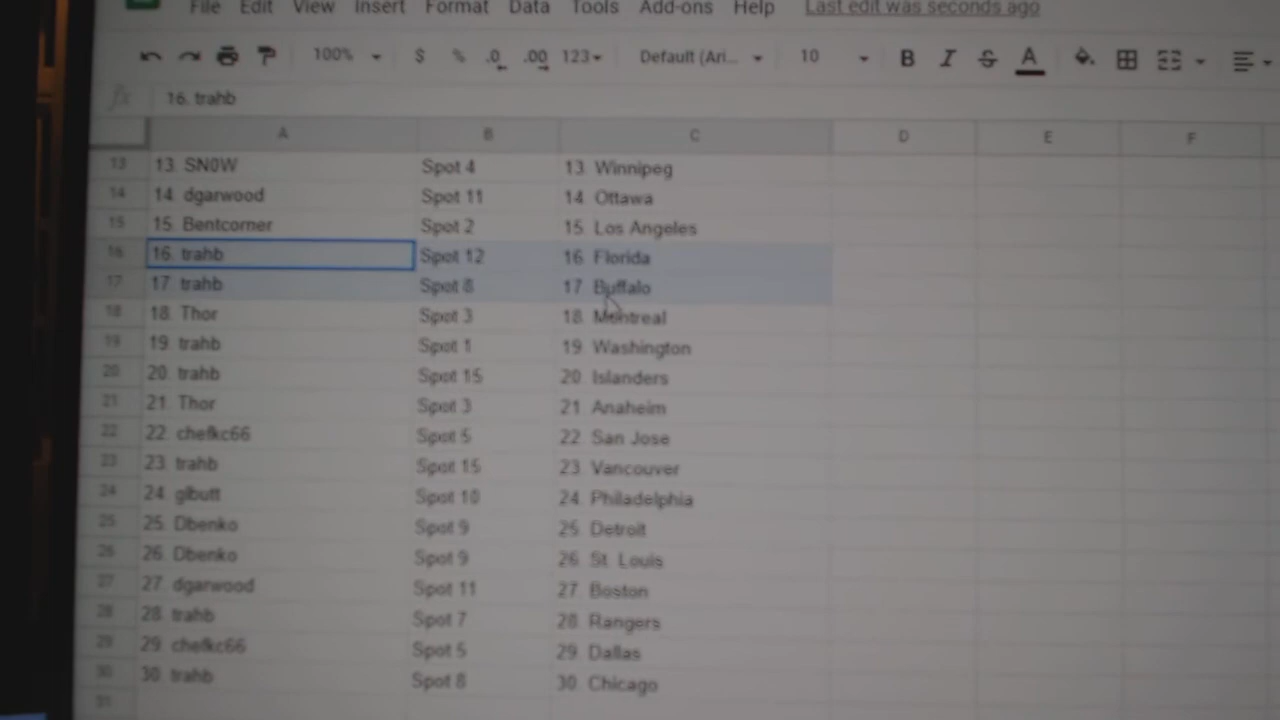 File Edit View Insert Format Data Tools Add-ons Help Last edit was seconds ago
100% $ % .0 .00 123 Default (Ari... 10 B I S A
fx 16. trahb
A B C D E F
13 13. SN0W Spot 4 13. Winnipeg
14 14. dgarwood Spot 11 14. Ottawa
15 15. Bentcorner Spot 2 15. Los Angeles
16 16. trahb Spot 12 16. Florida
17 17. trahb Spot 8 17. Buffalo
18 18. Thor Spot 3 18. Montreal
19 19. trahb Spot 1 19. Washington
20 20. trahb Spot 15 20. Islanders
21 21. Thor Spot 3 21. Anaheim
22 22. chefkc66 Spot 5 22. San Jose
23 23. trahb Spot 15 23. Vancouver
24 24. glbutt Spot 10 24. Philadelphia
25 25. Dbenko Spot 9 25. Detroit
26 26. Dbenko Spot 9 26. St. Louis
27 27. dgarwood Spot 11 27. Boston
28 28. trahb Spot 7 28. Rangers
29 29. chefkc66 Spot 5 29. Dallas
30 30. trahb Spot 8 30. Chicago
31